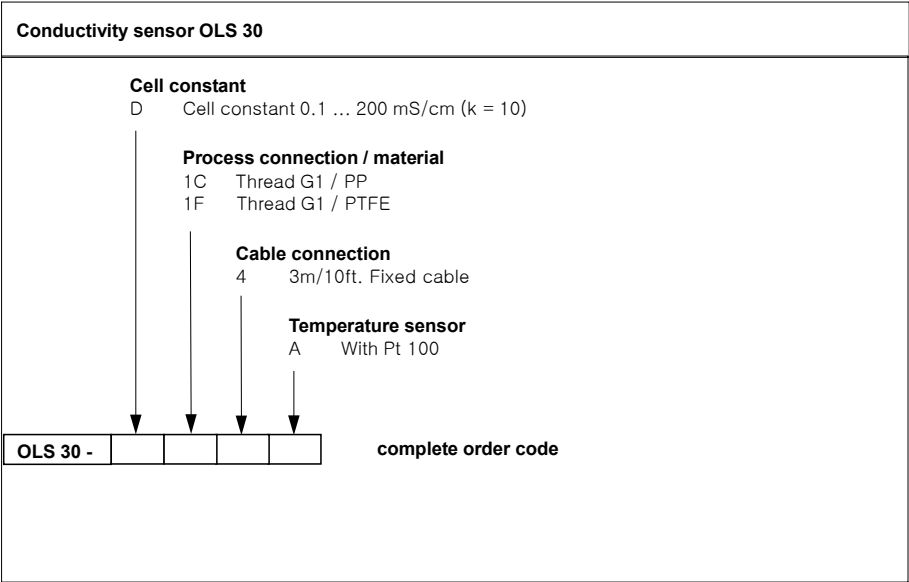 Conductivity sensor OLS 30
Cell constant
D Cell constant 0.1 ... 200 mS/cm (k = 10)
Process connection / material
1C Thread G1 / PP
1F Thread G1 / PTFE
Cable connection
4 3m/10ft. Fixed cable
Temperature sensor
A With Pt 100
OLS 30 - complete order code